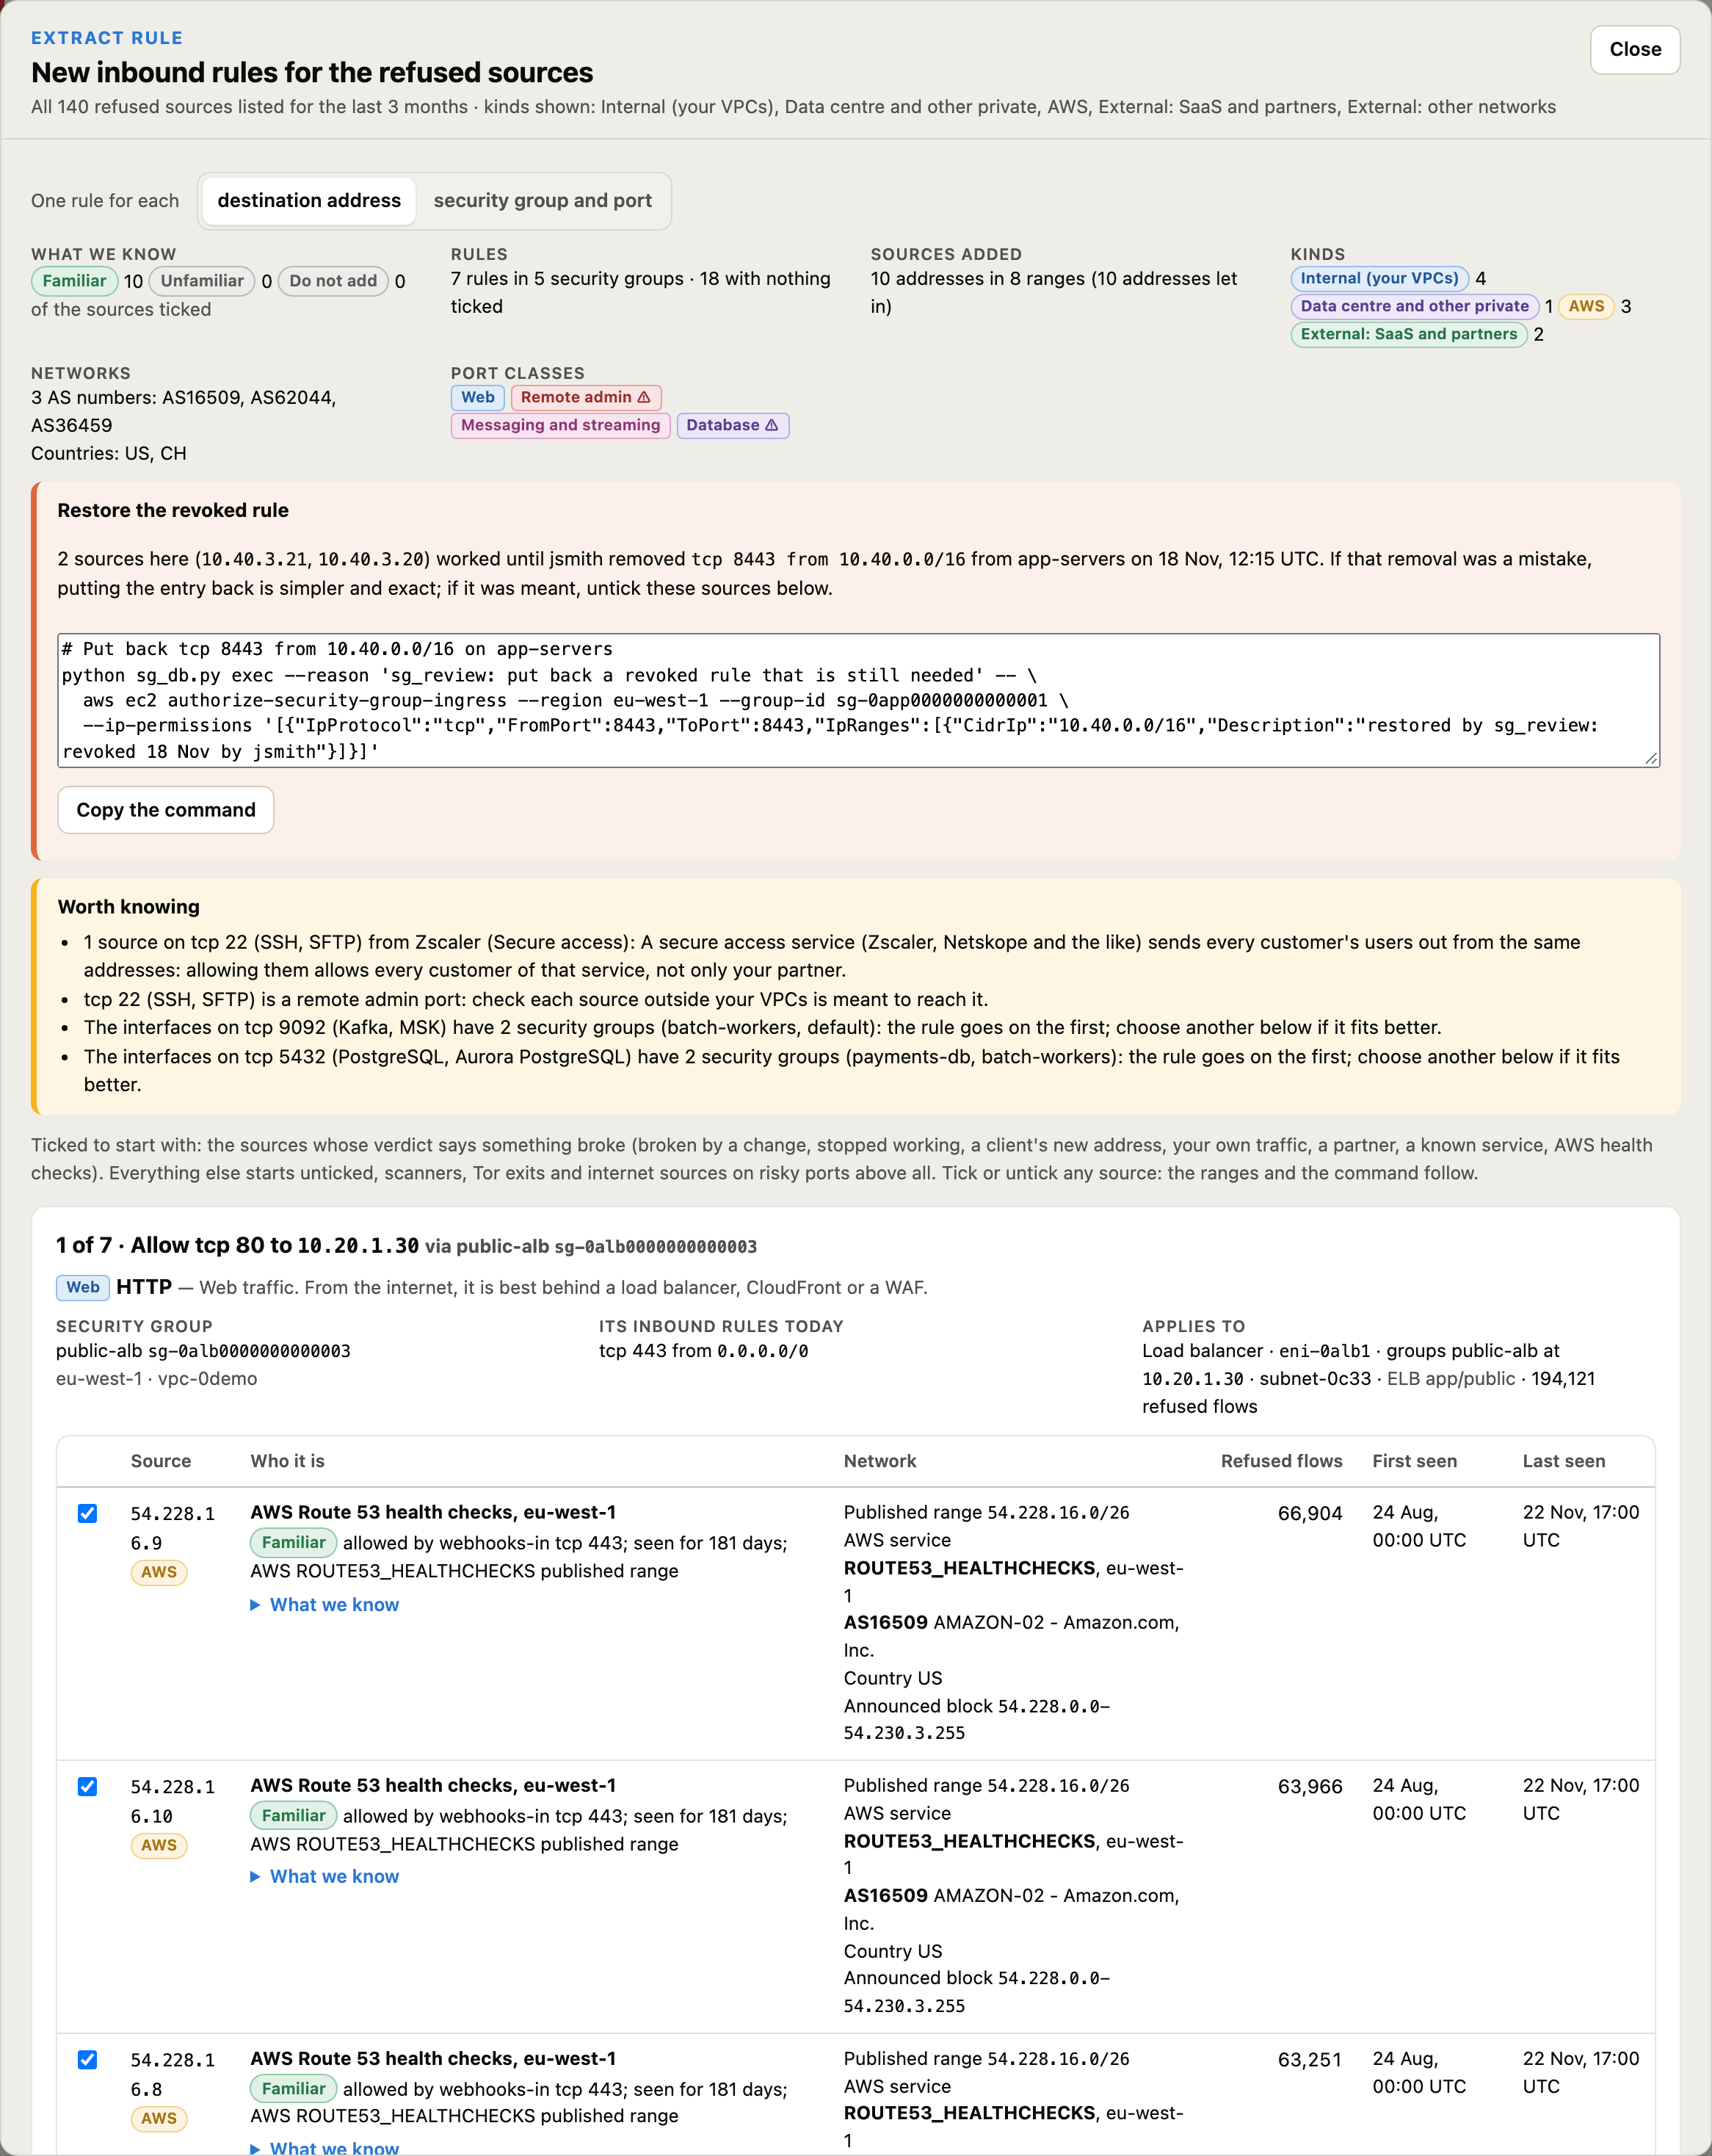 EXTRACT RULE
New inbound rules for the refused sources
All 140 refused sources listed for the last 3 months · kinds shown: Internal (your VPCs), Data centre and other private, AWS, External: SaaS and partners, External: other networks
Close
One rule for each
destination address
security group and port
WHAT WE KNOW
Familiar 10 Unfamiliar 0 Do not add 0
of the sources ticked
RULES
7 rules in 5 security groups · 18 with nothing
ticked
SOURCES ADDED
10 addresses in 8 ranges (10 addresses let
in)
KINDS
Internal (your VPCs) 4
Data centre and other private 1 AWS 3
External: SaaS and partners 2
NETWORKS
3 AS numbers: AS16509, AS62044,
AS36459
Countries: US, CH
PORT CLASSES
Web Remote admin ⚠
Messaging and streaming Database ⚠
Restore the revoked rule
2 sources here (10.40.3.21, 10.40.3.20) worked until jsmith removed tcp 8443 from 10.40.0.0/16 from app-servers on 18 Nov, 12:15 UTC. If that removal was a mistake,
putting the entry back is simpler and exact; if it was meant, untick these sources below.
# Put back tcp 8443 from 10.40.0.0/16 on app-servers
python sg_db.py exec --reason 'sg_review: put back a revoked rule that is still needed' -- \
aws ec2 authorize-security-group-ingress --region eu-west-1 --group-id sg-0app0000000000001 \
--ip-permissions '[{"IpProtocol":"tcp","FromPort":8443,"ToPort":8443,"IpRanges":[{"CidrIp":"10.40.0.0/16","Description":"restored by sg_review:
revoked 18 Nov by jsmith"}]}]'
Copy the command
Worth knowing
• 1 source on tcp 22 (SSH, SFTP) from Zscaler (Secure access): A secure access service (Zscaler, Netskope and the like) sends every customer's users out from the same
addresses: allowing them allows every customer of that service, not only your partner.
• tcp 22 (SSH, SFTP) is a remote admin port: check each source outside your VPCs is meant to reach it.
• The interfaces on tcp 9092 (Kafka, MSK) have 2 security groups (batch-workers, default): the rule goes on the first; choose another below if it fits better.
• The interfaces on tcp 5432 (PostgreSQL, Aurora PostgreSQL) have 2 security groups (payments-db, batch-workers): the rule goes on the first; choose another below if it fits
better.
Ticked to start with: the sources whose verdict says something broke (broken by a change, stopped working, a client's new address, your own traffic, a partner, a known service, AWS health
checks). Everything else starts unticked, scanners, Tor exits and internet sources on risky ports above all. Tick or untick any source: the ranges and the command follow.
1 of 7 · Allow tcp 80 to 10.20.1.30 via public-alb sg-0alb0000000000003
Web HTTP — Web traffic. From the internet, it is best behind a load balancer, CloudFront or a WAF.
SECURITY GROUP
public-alb sg-0alb0000000000003
eu-west-1 · vpc-0demo
ITS INBOUND RULES TODAY
tcp 443 from 0.0.0.0/0
APPLIES TO
Load balancer · eni-0alb1 · groups public-alb at
10.20.1.30 · subnet-0c33 · ELB app/public · 194,121
refused flows
Source Who it is Network Refused flows First seen Last seen
54.228.1
6.9
AWS
AWS Route 53 health checks, eu-west-1
Familiar allowed by webhooks-in tcp 443; seen for 181 days;
AWS ROUTE53_HEALTHCHECKS published range
▶ What we know
Published range 54.228.16.0/26
AWS service
ROUTE53_HEALTHCHECKS, eu-west-
1
AS16509 AMAZON-02 - Amazon.com,
Inc.
Country US
Announced block 54.228.0.0–
54.230.3.255
66,904
24 Aug,
00:00 UTC
22 Nov, 17:00
UTC
54.228.1
6.10
AWS
AWS Route 53 health checks, eu-west-1
Familiar allowed by webhooks-in tcp 443; seen for 181 days;
AWS ROUTE53_HEALTHCHECKS published range
▶ What we know
Published range 54.228.16.0/26
AWS service
ROUTE53_HEALTHCHECKS, eu-west-
1
AS16509 AMAZON-02 - Amazon.com,
Inc.
Country US
Announced block 54.228.0.0–
54.230.3.255
63,966
24 Aug,
00:00 UTC
22 Nov, 17:00
UTC
54.228.1
6.8
AWS
AWS Route 53 health checks, eu-west-1
Familiar allowed by webhooks-in tcp 443; seen for 181 days;
AWS ROUTE53_HEALTHCHECKS published range
▶ What we know
Published range 54.228.16.0/26
AWS service
ROUTE53_HEALTHCHECKS, eu-west-
1
63,251
24 Aug,
00:00 UTC
22 Nov, 17:00
UTC